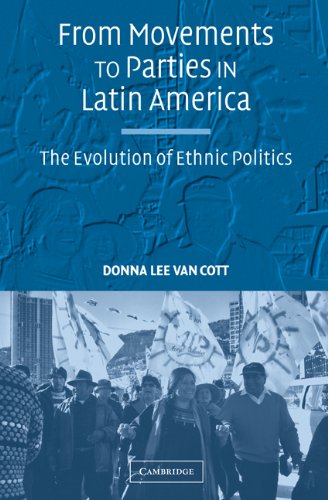 From Movements
to Parties in
Latin America
The Evolution of Ethnic Politics
DONNA LEE VAN COTT
CAMBRIDGE